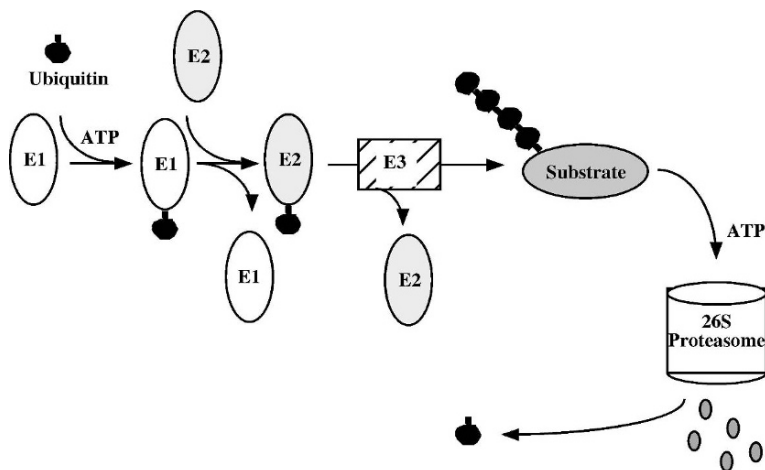 E2
Ubiquitin
ATP
E1
E1
E2
E3
Substrate
ATP
E1
E2
26S
Proteasome